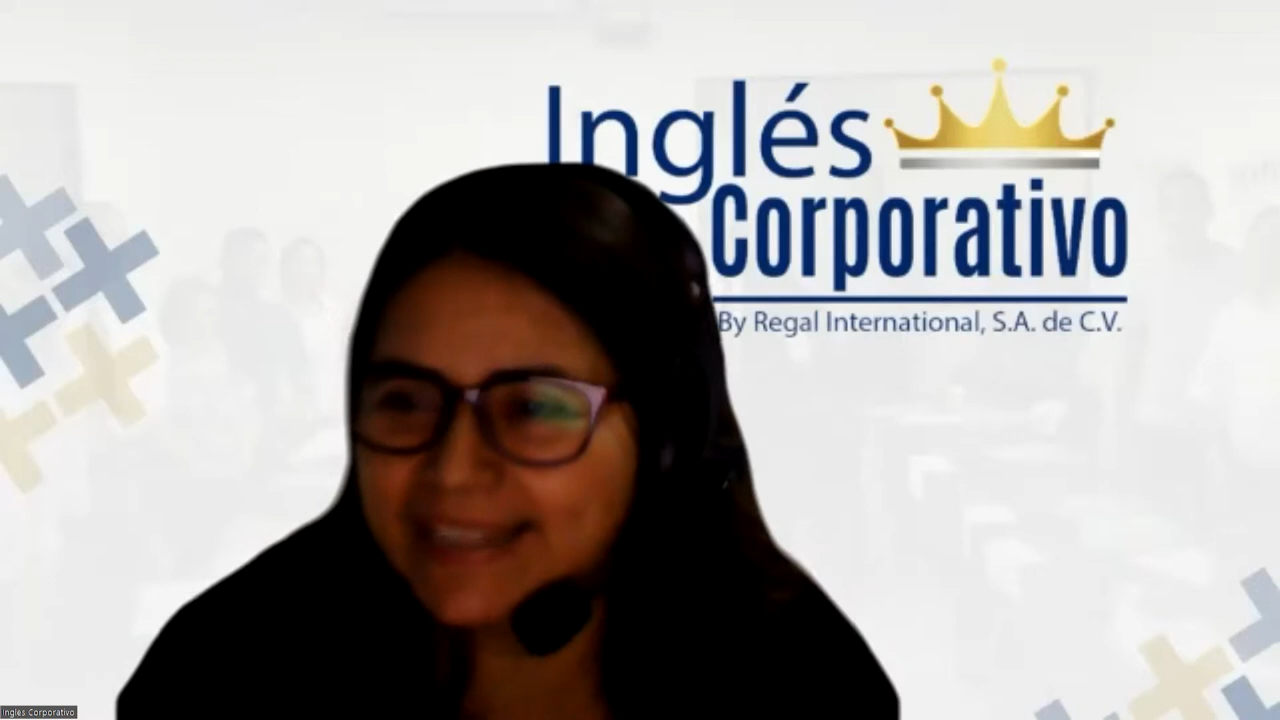 Inglés
Corporativo
By Regal International, S.A. de C.V.
Inglés Corporativo